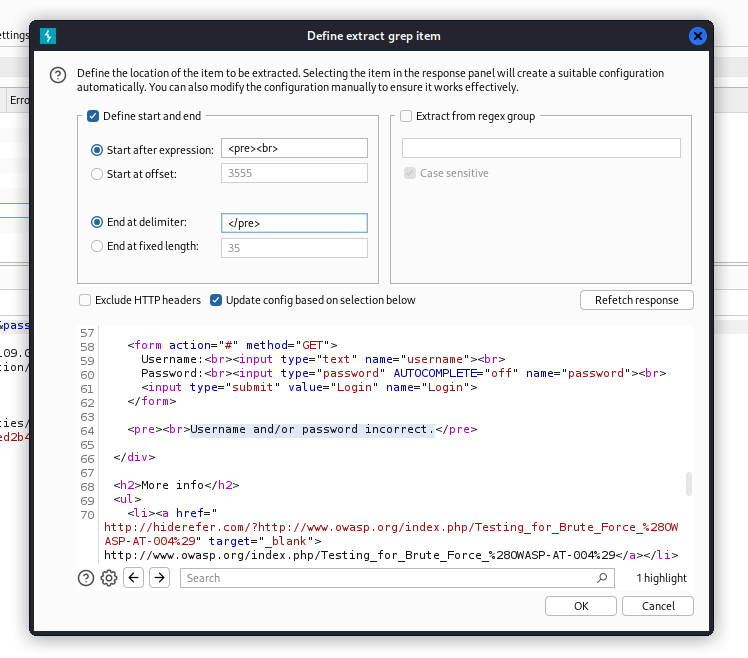 Define extract grep item
ettings
Define the location of the item to be extracted. Selecting the item in the response panel will create a suitable configuration
automatically. You can also modify the configuration manually to ensure it works effectively.
Erro
Define start and end
Extract from regex group
Start after expression:
<pre><br>
Start at offset:
3555
Case sensitive
End at delimiter:
</pre>
End at fixed length:
35
Exclude HTTP headers
Update config based on selection below
Refetch response
&pass
109.0
tion/
ties/
ed2b4
57
58 <form action="#" method="GET">
59 Username:<br><input type="text" name="username"><br>
60 Password:<br><input type="password" AUTOCOMPLETE="off" name="password"><br>
61 <input type="submit" value="Login" name="Login">
62 </form>
63
64 <pre><br>Username and/or password incorrect.</pre>
65
66 </div>
67
68 <h2>More info</h2>
69 <ul>
70 <li><a href="
http://hiderefer.com/?http://www.owasp.org/index.php/Testing_for_Brute_Force_%28OW
ASP-AT-004%29" target="_blank">
http://www.owasp.org/index.php/Testing_for_Brute_Force_%28OWASP-AT-004%29</a></li>
Search
1 highlight
OK
Cancel